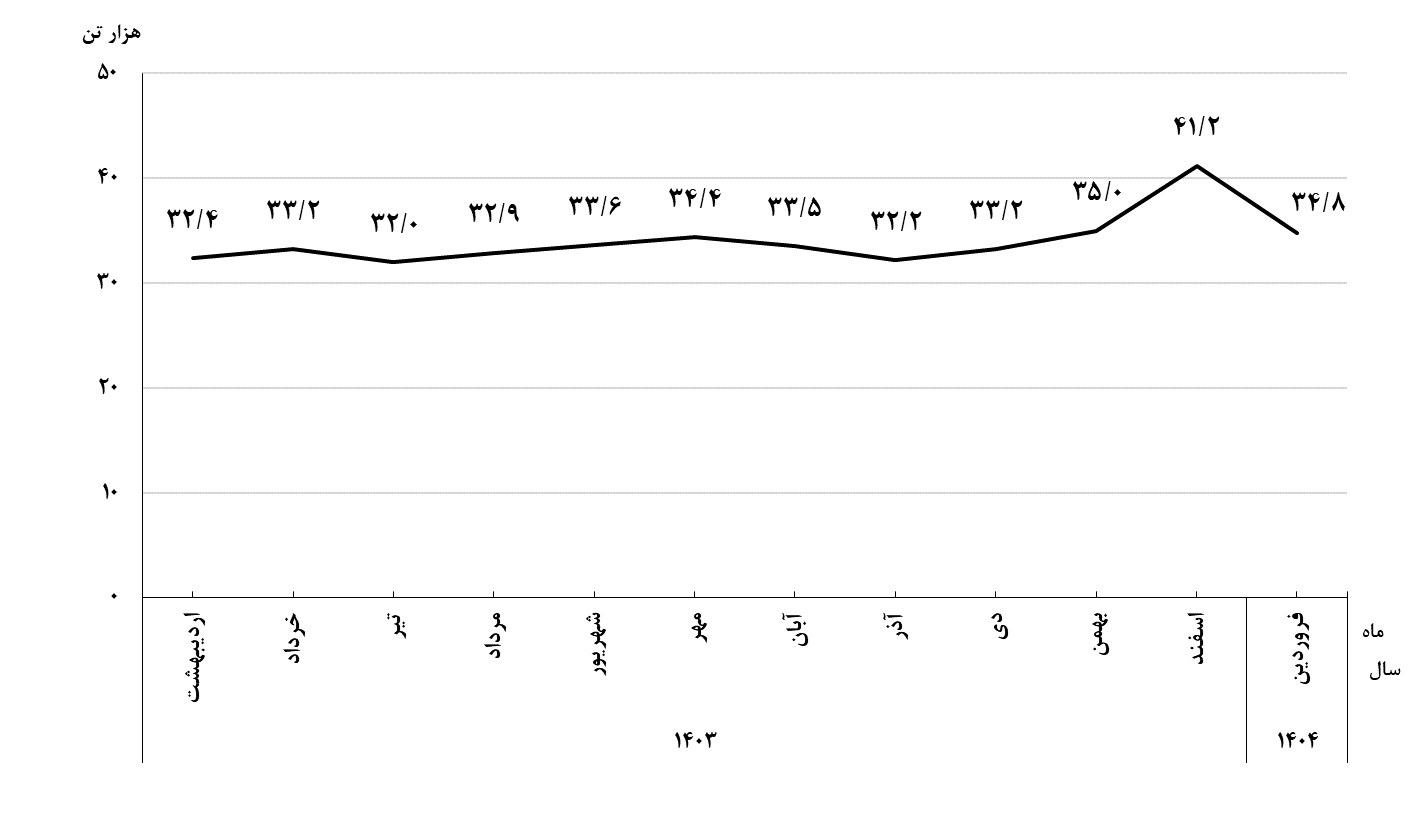 هزار تن
۵۰
۴۰
۳۰
۲۰
۱۰
۰
۳۲/۴
۳۳/۲
۳۲/۰
۳۲/۹
۳۳/۶
۳۴/۴
۳۳/۵
۳۲/۲
۳۳/۲
۳۵/۰
۴۱/۲
۳۴/۸
اردیبهشت
خرداد
تیر
مرداد
شهریور
مهر
آبان
آذر
دی
بهمن
اسفند
فروردین
ماه
سال
۱۴۰۳
۱۴۰۴